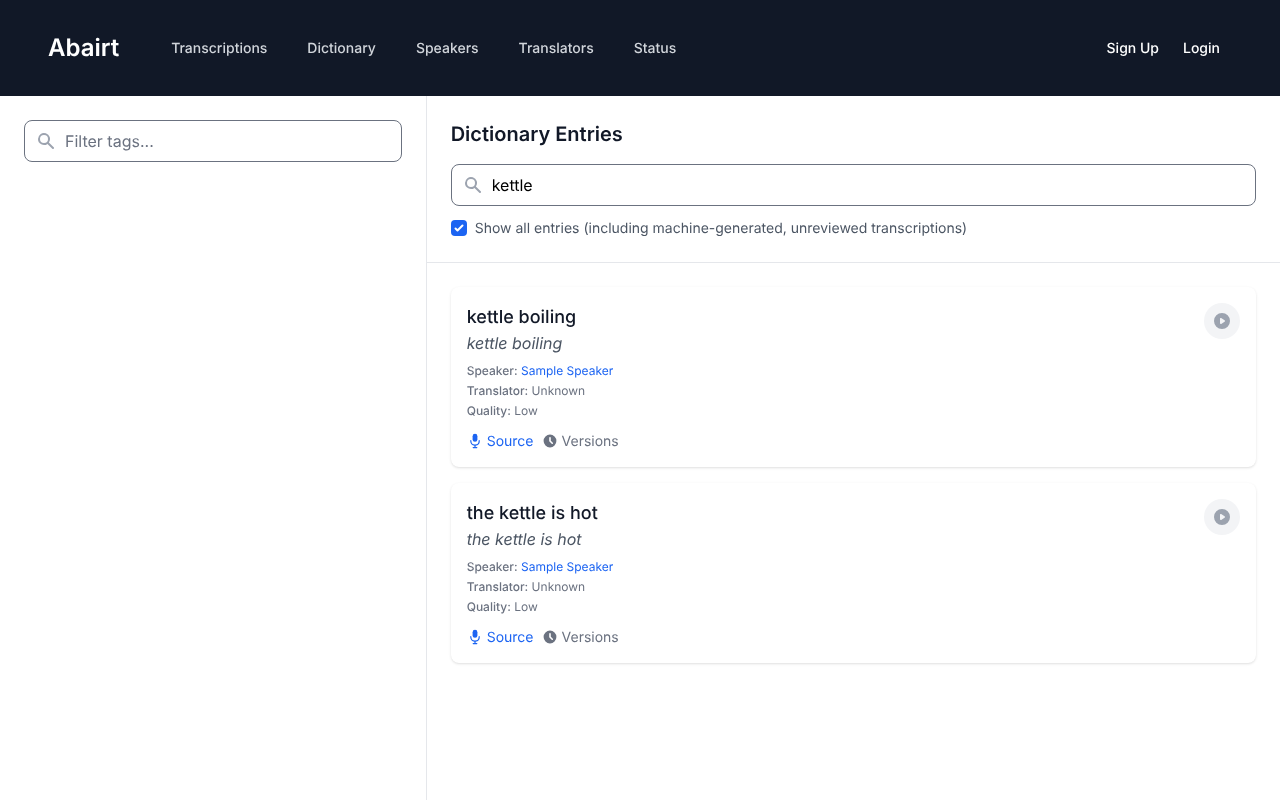 Abairt
Transcriptions
Dictionary
Speakers
Translators
Status
Sign Up
Login
Filter tags...
Dictionary Entries
kettle
Show all entries (including machine-generated, unreviewed transcriptions)
kettle boiling
kettle boiling
Speaker: Sample Speaker
Translator: Unknown
Quality: Low
Source
Versions
the kettle is hot
the kettle is hot
Speaker: Sample Speaker
Translator: Unknown
Quality: Low
Source
Versions